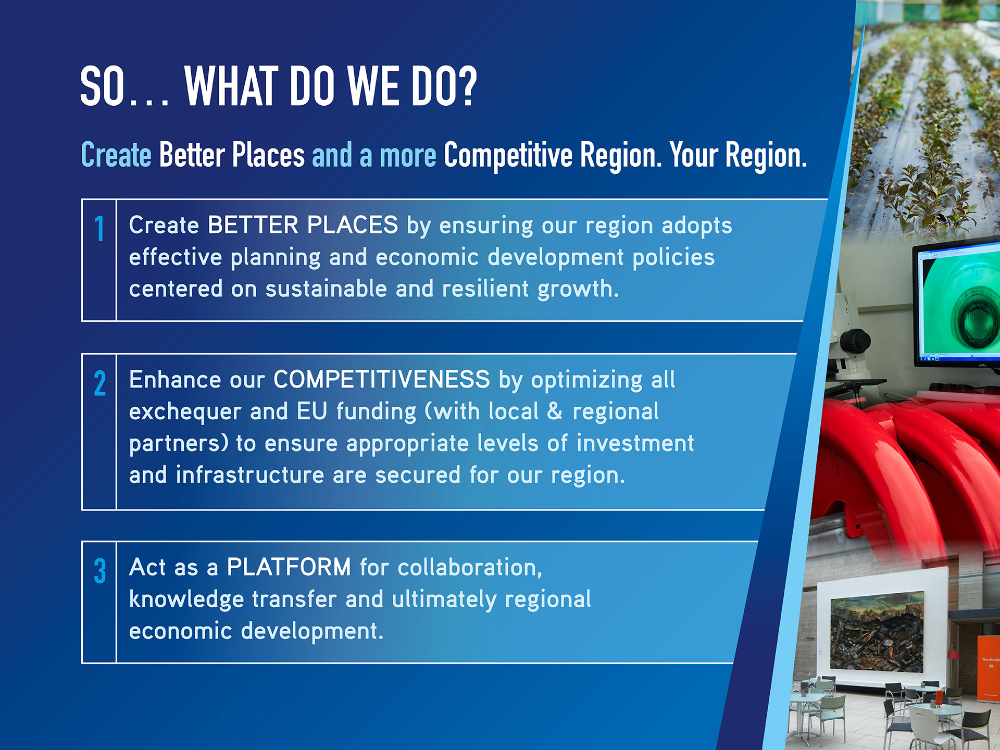 SO... WHAT DO WE DO?
Create Better Places and a more Competitive Region. Your Region.
1
Create BETTER PLACES by ensuring our region adopts
effective planning and economic development policies
centered on sustainable and resilient growth.
2
Enhance our COMPETITIVENESS by optimizing all
exchequer and EU funding (with local & regional
partners) to ensure appropriate levels of investment
and infrastructure are secured for our region.
3
Act as a PLATFORM for collaboration,
knowledge transfer and ultimately regional
economic development.
DELL
The Model